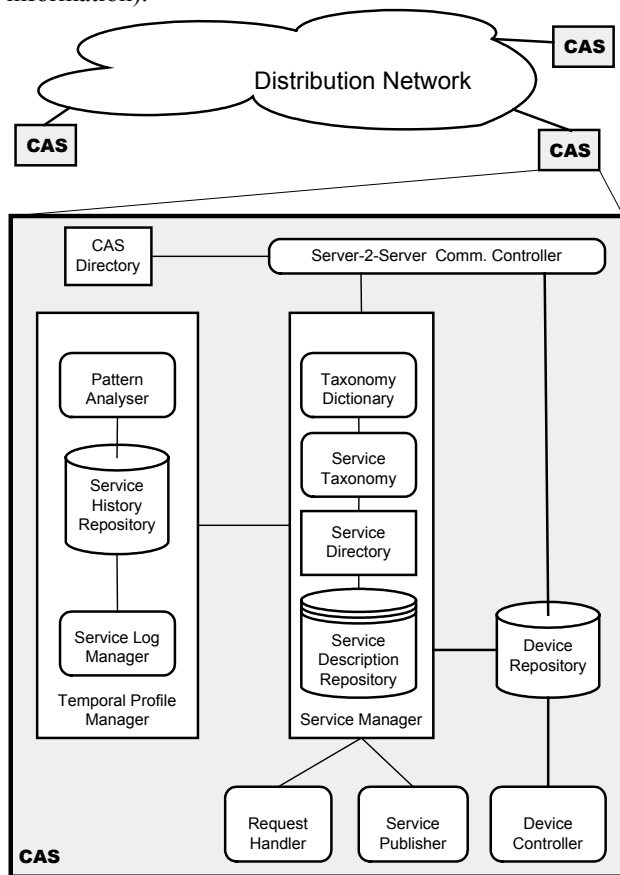 information).
CAS
Distribution Network
CAS
CAS
CAS
Directory
Server-2-Server Comm. Controller
Pattern
Analyser
Service
History
Repository
Service Log
Manager
Temporal Profile
Manager
Taxonomy
Dictionary
Service
Taxonomy
Service
Directory
Service
Description
Repository
Service Manager
Device
Repository
Request
Handler
Service
Publisher
Device
Controller
CAS